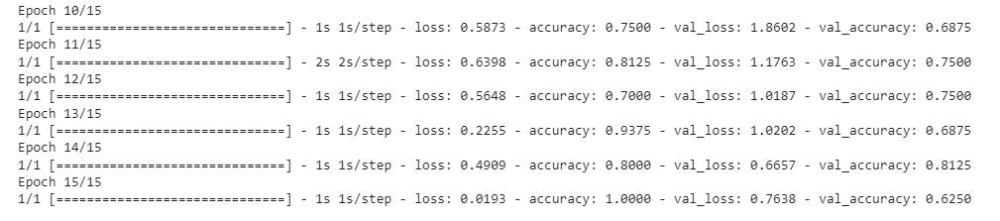 Epoch 10/15
1/1 [==============================] - 1s 1s/step - loss: 0.5873 - accuracy: 0.7500 - val_loss: 1.8602 - val_accuracy: 0.6875
Epoch 11/15
1/1 [==============================] - 2s 2s/step - loss: 0.6398 - accuracy: 0.8125 - val_loss: 1.1763 - val_accuracy: 0.7500
Epoch 12/15
1/1 [==============================] - 1s 1s/step - loss: 0.5648 - accuracy: 0.7000 - val_loss: 1.0187 - val_accuracy: 0.7500
Epoch 13/15
1/1 [==============================] - 1s 1s/step - loss: 0.2255 - accuracy: 0.9375 - val_loss: 1.0202 - val_accuracy: 0.6875
Epoch 14/15
1/1 [==============================] - 1s 1s/step - loss: 0.4909 - accuracy: 0.8000 - val_loss: 0.6657 - val_accuracy: 0.8125
Epoch 15/15
1/1 [==============================] - 1s 1s/step - loss: 0.0193 - accuracy: 1.0000 - val_loss: 0.7638 - val_accuracy: 0.6250